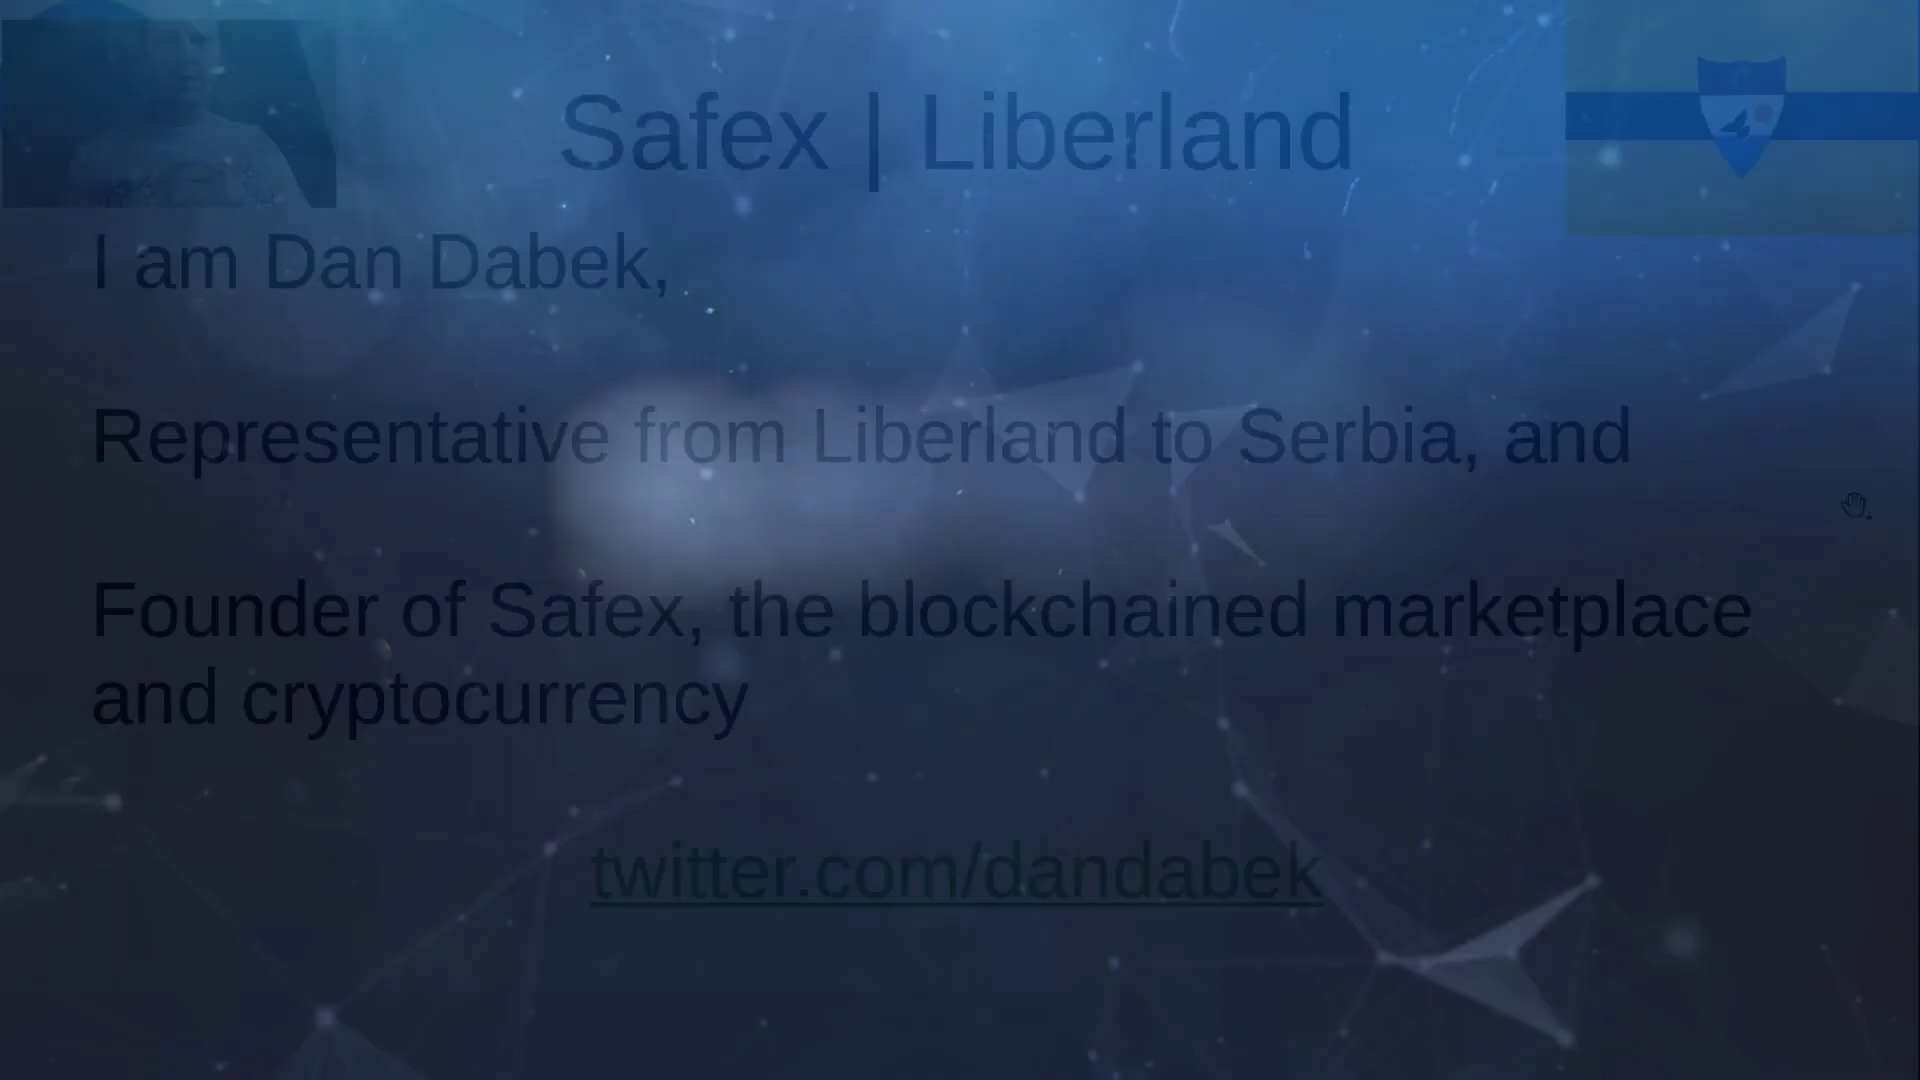 Safex | Liberland
I am Dan Dabek,
Representative from Liberland to Serbia, and
Founder of Safex, the blockchained marketplace
and cryptocurrency
twitter.com/dandabek